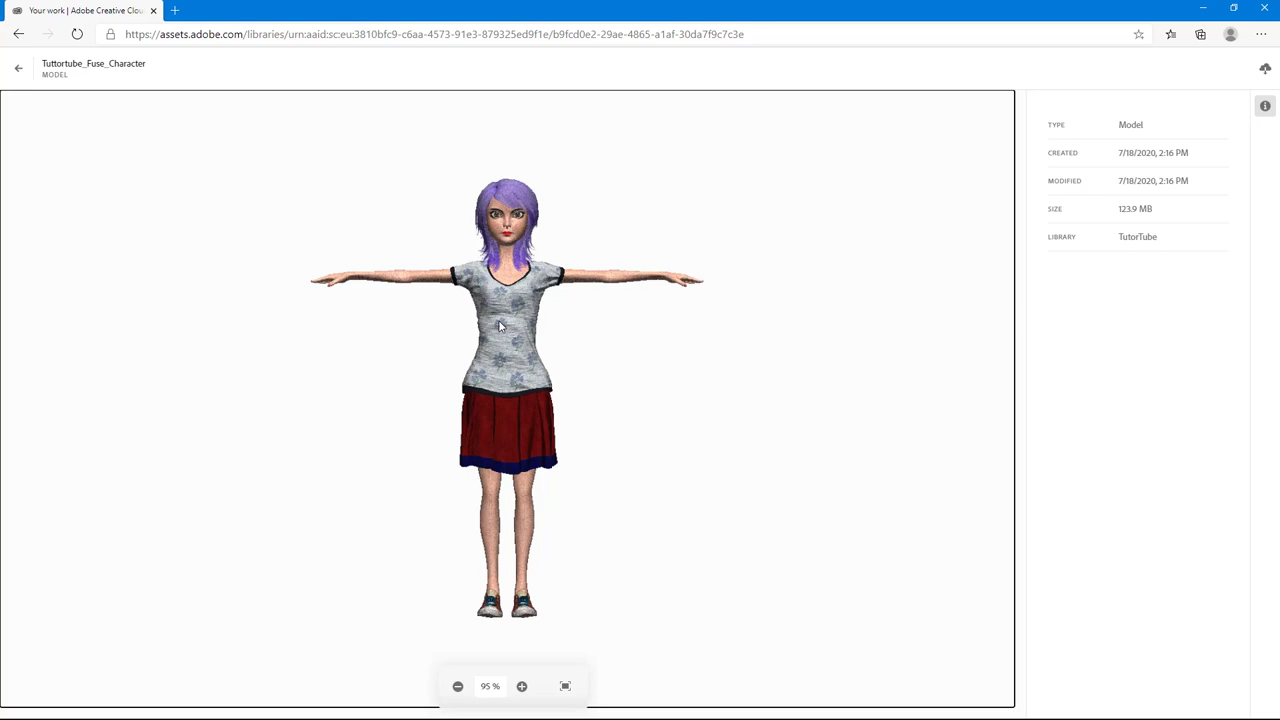 Your work | Adobe Creative Clou
https://assets.adobe.com/libraries/urn:aaid:sc:eu:3810bfc9-c6aa-4573-91e3-879325ed9f1e/b9fcd0e2-29ae-4865-a1af-30da7f9c7c3e
Tuttortube_Fuse_Character
MODEL
TYPE Model
CREATED 7/18/2020, 2:16 PM
MODIFIED 7/18/2020, 2:16 PM
SIZE 123.9 MB
LIBRARY TutorTube
95 %